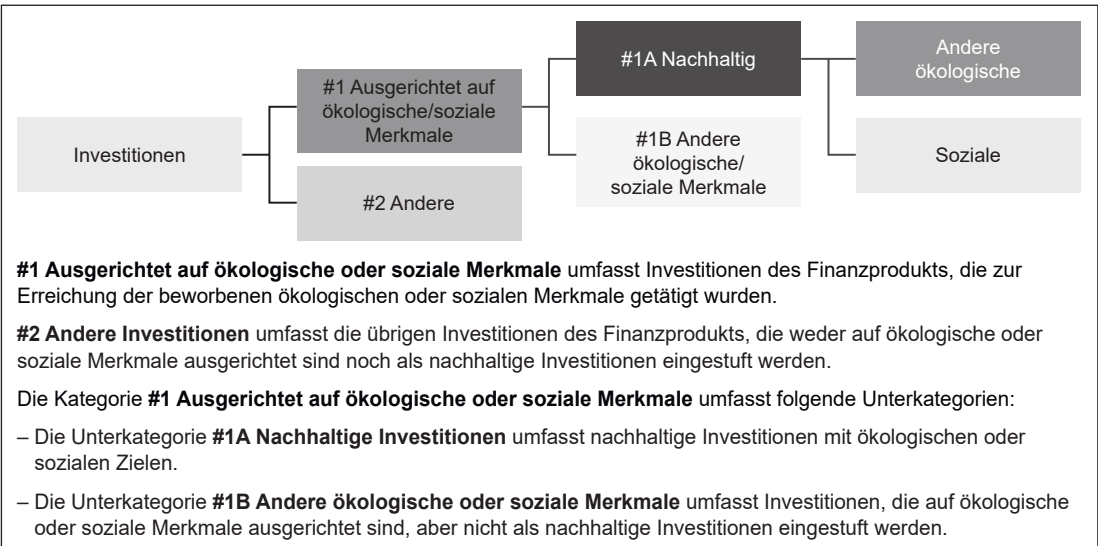 Investitionen
#1 Ausgerichtet auf
ökologische/soziale
Merkmale
#2 Andere
#1A Nachhaltig
#1B Andere
ökologische/
soziale Merkmale
Andere
ökologische
Soziale
#1 Ausgerichtet auf ökologische oder soziale Merkmale umfasst Investitionen des Finanzprodukts, die zur
Erreichung der beworbenen ökologischen oder sozialen Merkmale getätigt wurden.
#2 Andere Investitionen umfasst die übrigen Investitionen des Finanzprodukts, die weder auf ökologische oder
soziale Merkmale ausgerichtet sind noch als nachhaltige Investitionen eingestuft werden.
Die Kategorie #1 Ausgerichtet auf ökologische oder soziale Merkmale umfasst folgende Unterkategorien:
– Die Unterkategorie #1A Nachhaltige Investitionen umfasst nachhaltige Investitionen mit ökologischen oder
sozialen Zielen.
– Die Unterkategorie #1B Andere ökologische oder soziale Merkmale umfasst Investitionen, die auf ökologische
oder soziale Merkmale ausgerichtet sind, aber nicht als nachhaltige Investitionen eingestuft werden.